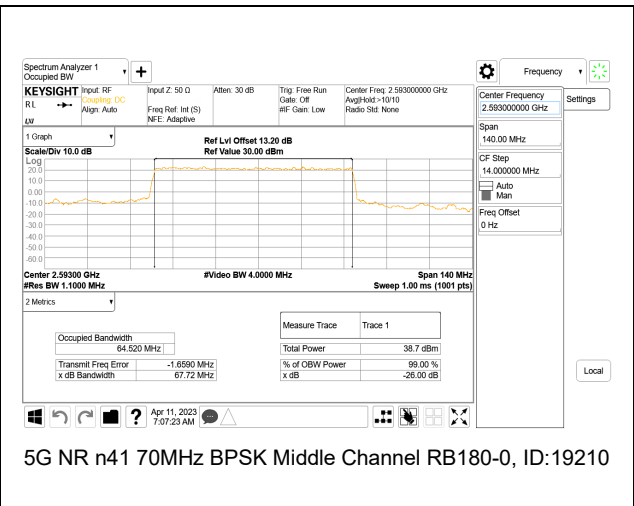 Spectrum Analyzer 1
Occupied BW
Frequency
KEYSIGHT
RL
LXI
Input: RF
Coupling: DC
Align: Auto
Input Z: 50 Ω
Freq Ref: Int (S)
NFE: Adaptive
Atten: 30 dB
Trig: Free Run
Gate: Off
#IF Gain: Low
Center Freq: 2.593000000 GHz
Avg|Hold:>10/10
Radio Std: None
Center Frequency
2.593000000 GHz
Settings
Span
140.00 MHz
CF Step
14.000000 MHz
Auto
Man
Freq Offset
0 Hz
Local
1 Graph
Scale/Div 10.0 dB
Ref Lvl Offset 13.20 dB
Ref Value 30.00 dBm
Log
20.0
10.0
0.00
-10.0
-20.0
-30.0
-40.0
-50.0
-60.0
Center 2.59300 GHz
#Res BW 1.1000 MHz
#Video BW 4.0000 MHz
Span 140 MHz
Sweep 1.00 ms (1001 pts)
2 Metrics
Measure Trace Trace 1
Occupied Bandwidth
64.520 MHz
Total Power 38.7 dBm
Transmit Freq Error -1.6590 MHz
% of OBW Power 99.00 %
x dB Bandwidth 67.72 MHz
x dB -26.00 dB
?
Apr 11, 2023
7:07:23 AM
5G NR n41 70MHz BPSK Middle Channel RB180-0, ID:19210